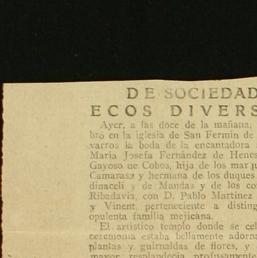 DE SOCIEDAD
ECOS DIVERS
Ayer, a las doce de la mañana,
bró en la iglesia de San Fermín de
varros la boda de la encantadora
María Josefa Fernández de Henes
Gayoso de Cobos, hija de los mar
Camarasa y hermana de los duques
dinaceli y de Mandas y de los co
Ribadavia, con D. Pablo Martínez
y Vinent, perteneciente a disting
opulenta familia mejicana.
El artístico templo donde se cel
ceremonia estaba bellamente adorna
plantas y guirnaldas de flores, y
mayor resplandecía profusamente